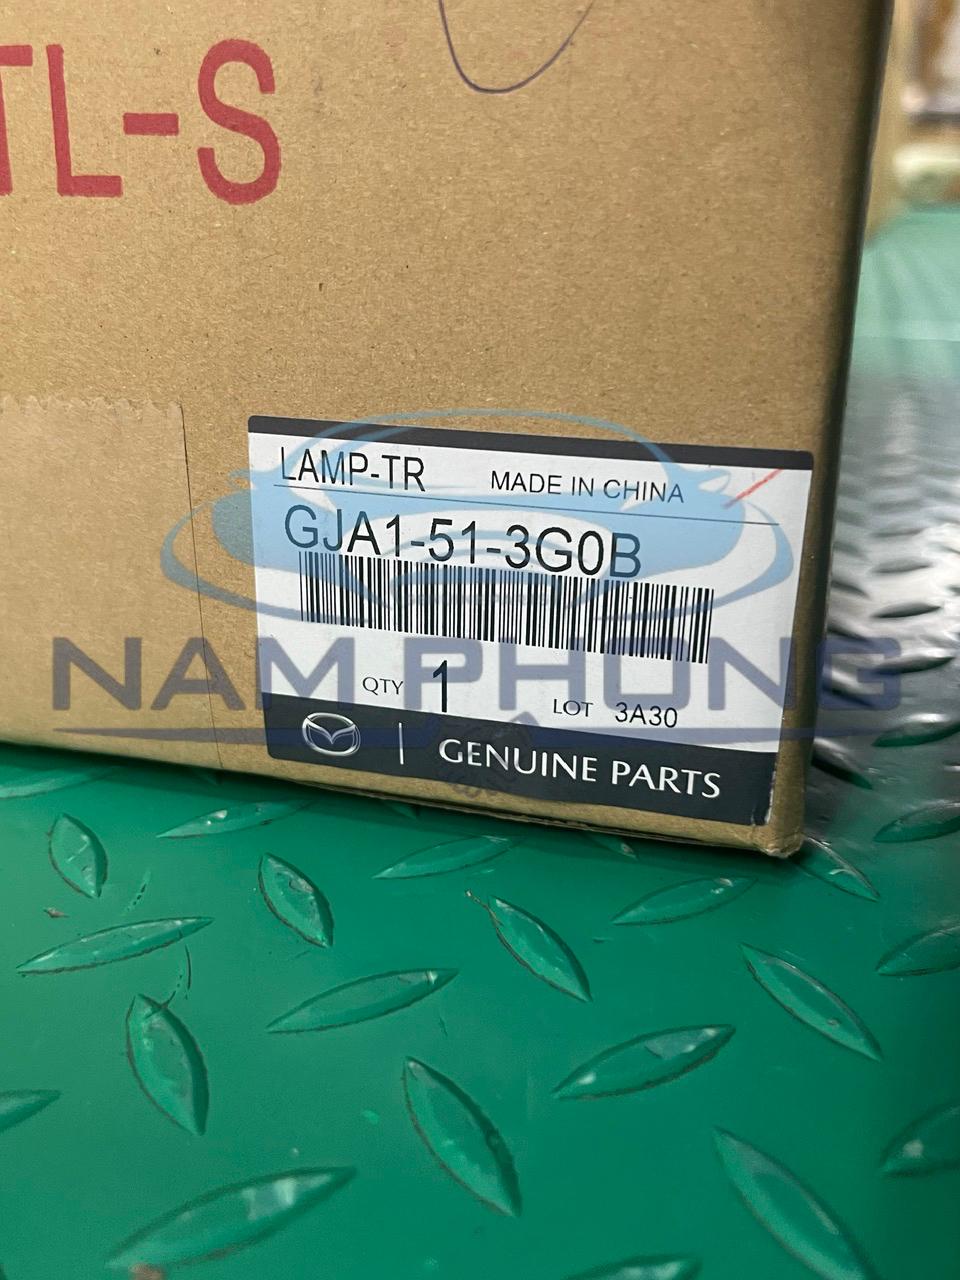 TL-S
LAMP-TR MADE IN CHINA
GJA1-51-3G0B
NAM PHONG
QTY 1 LOT 3A30
GENUINE PARTS